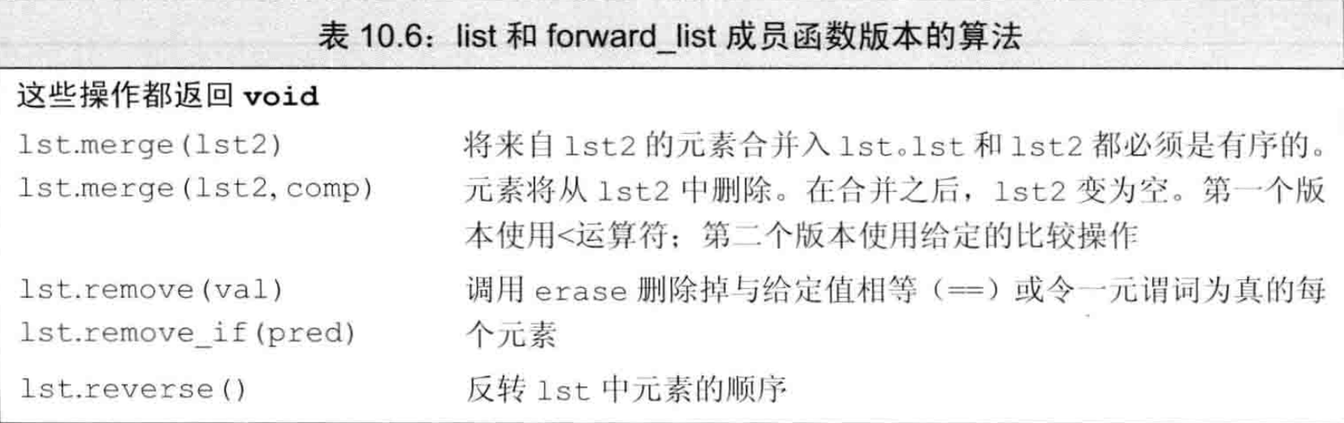 表 10.6：list 和 forward_list 成员函数版本的算法
这些操作都返回 void
lst.merge(lst2) 将来自 lst2 的元素合并入 lst。lst 和 lst2 都必须是有序的。
lst.merge(lst2,comp) 元素将从 lst2 中删除。在合并之后，lst2 变为空。第一个版
本使用<运算符；第二个版本使用给定的比较操作
lst.remove(val) 调用 erase 删除掉与给定值相等（==）或令一元谓词为真的每
lst.remove_if(pred) 个元素
lst.reverse() 反转 lst 中元素的顺序